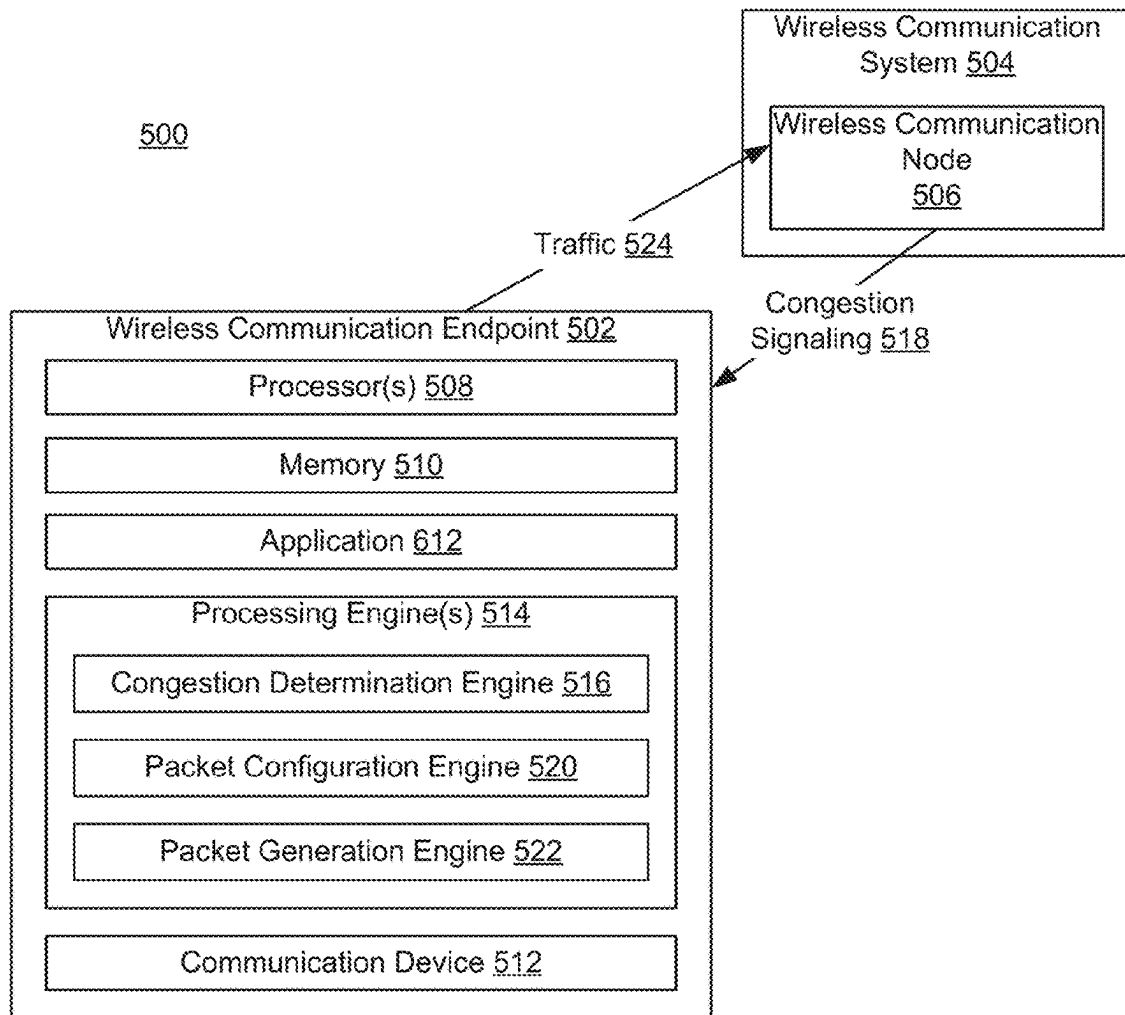 Wireless Communication
System 504
Wireless Communication
Node
506
500
Traffic 524
Congestion
Signaling 518
Wireless Communication Endpoint 502
Processor(s) 508
Memory 510
Application 612
Processing Engine(s) 514
Congestion Determination Engine 516
Packet Configuration Engine 520
Packet Generation Engine 522
Communication Device 512